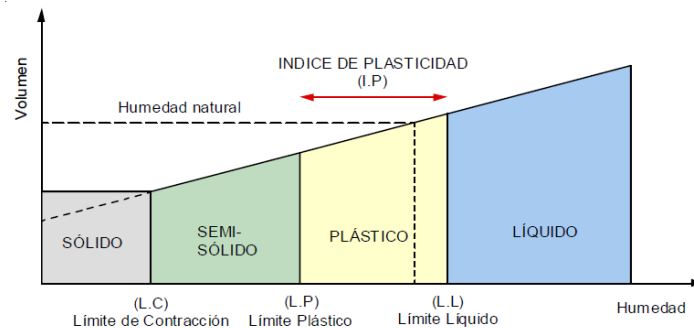 INDICE DE PLASTICIDAD
(I.P)
Volumen
Humedad natural
SÓLIDO
SEMI-
SÓLIDO
PLÁSTICO
LÍQUIDO
(L.C)
Límite de Contracción
(L.P)
Límite Plástico
(L.L)
Límite Líquido
Humedad